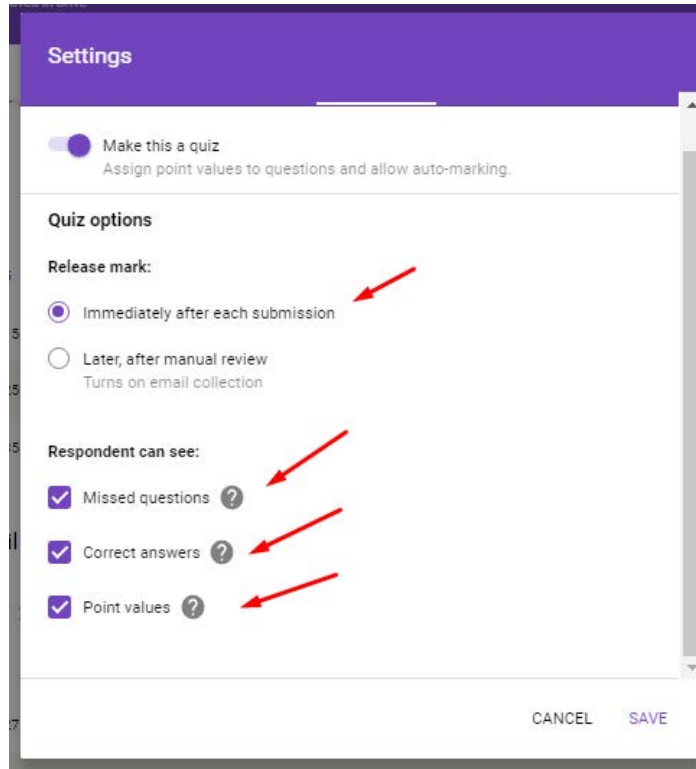 Settings
Make this a quiz
Assign point values to questions and allow auto-marking.
Quiz options
Release mark:
Immediately after each submission
Later, after manual review
Turns on email collection
Respondent can see:
Missed questions ?
Correct answers ?
Point values ?
CANCEL SAVE